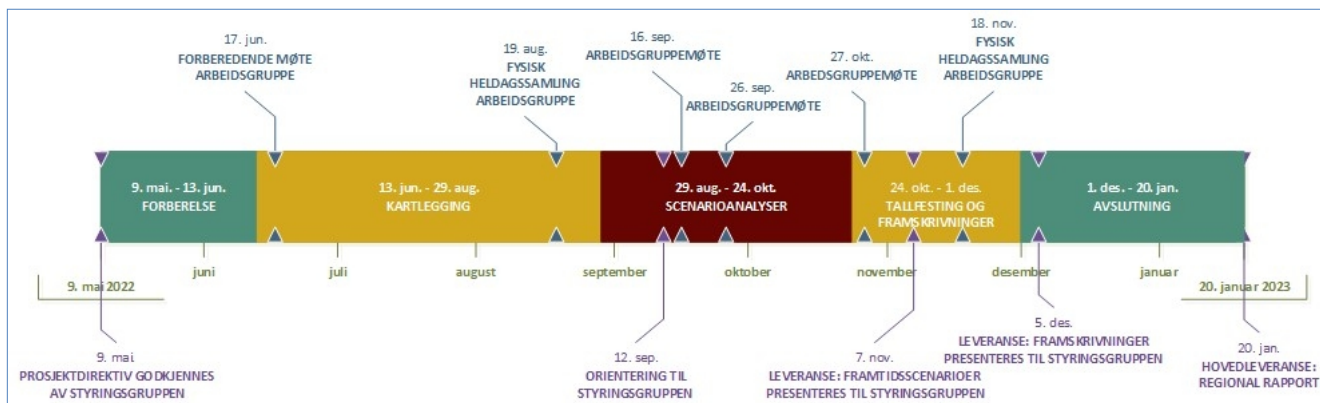 17. jun.
FORBEREDENDE MØTE
ARBEIDSGRUPPE
19. aug.
FYSISK
HELDAGSSAMLING
ARBEIDSGRUPPE
16. sep.
ARBEIDSGRUPPEMØTE
26. sep.
ARBEIDSGRUPPEMØTE
27. okt.
ARBEDSGRUPPEMØTE
18. nov.
FYSISK
HELDAGSSAMLING
ARBEIDSGRUPPE
9. mai. - 13. jun.
FORBERELSE
13. jun. - 29. aug.
KARTLEGGING
29. aug. - 24. okt.
SCENARIOANALYSER
24. okt. - 1. des.
TALLFESTING OG
FRAMSKRIVNINGER
1. des. - 20. jan.
AVSLUTNING
juni
juli
august
september
oktober
november
desember
januar
9. mai 2022
20. januar 2023
9. mai
PROSJEKTDIREKTIV GODKJENNES
AV STYRINGSGRUPPEN
12. sep.
ORIENTERING TIL
STYRINGSGRUPPEN
7. nov.
LEVERANSE: FRAMTIDSSCENARIOER
PRESENTERES TIL STYRINGSGRUPPEN
5. des.
LEVERANSE: FRAMSKRIVNINGER
PRESENTERES TIL STYRINGSGRUPPEN
20. jan.
HOVEDLEVERANSE:
REGIONAL RAPPORT